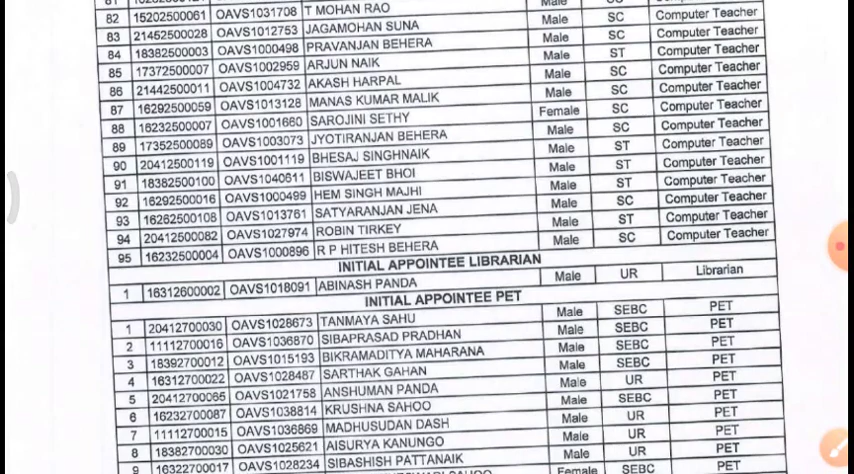 82 15202500061 OAVS1031708 T MOHAN RAO Male SC
83 21452500028 OAVS1012753 JAGAMOHAN SUNA Male SC Computer Teacher
84 18382500003 OAVS1000498 PRAVANJAN BEHERA Male SC Computer Teacher
85 17372500007 OAVS1002959 ARJUN NAIK Male ST Computer Teacher
86 21442500011 OAVS1004732 AKASH HARPAL Male SC Computer Teacher
87 16292500059 OAVS1013128 MANAS KUMAR MALIK Male SC Computer Teacher
88 16232500007 OAVS1001660 SAROJINI SETHY Female SC Computer Teacher
89 17352500089 OAVS1003073 JYOTIRANJAN BEHERA Male SC Computer Teacher
90 20412500119 OAVS1001119 BHESAJ SINGHNAIK Male ST Computer Teacher
91 18382500100 OAVS1040611 BISWAJEET BHOI Male ST Computer Teacher
92 16292500016 OAVS1000499 HEM SINGH MAJHI Male ST Computer Teacher
93 16262500108 OAVS1013761 SATYARANJAN JENA Male SC Computer Teacher
94 20412500082 OAVS1027974 ROBIN TIRKEY Male ST Computer Teacher
95 16232500004 OAVS1000896 R P HITESH BEHERA Male SC Computer Teacher
INITIAL APPOINTEE LIBRARIAN
1 16312600002 OAVS1018091 ABINASH PANDA Male UR Librarian
INITIAL APPOINTEE PET
1 20412700030 OAVS1028673 TANMAYA SAHU Male SEBC PET
2 11112700016 OAVS1036870 SIBAPRASAD PRADHAN Male SEBC PET
3 18392700012 OAVS1015193 BIKRAMADITYA MAHARANA Male SEBC PET
4 16312700022 OAVS1028487 SARTHAK GAHAN Male SEBC PET
5 20412700065 OAVS1021758 ANSHUMAN PANDA Male UR PET
6 16232700087 OAVS1038814 KRUSHNA SAHOO Male SEBC PET
7 11112700015 OAVS1036869 MADHUSUDAN DASH Male UR PET
8 18382700030 OAVS1025621 AISURYA KANUNGO Male UR PET
9 16322700017 OAVS1028234 SIBASHISH PATTANAIK Male UR PET
Female SEBC PET